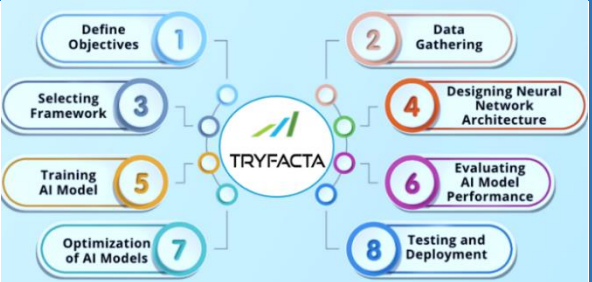 Define
Objectives
1
2
Data
Gathering
Selecting
Framework
3
4
Designing Neural
Network
Architecture
TRYFACTA
Training
AI Model
5
6
Evaluating
AI Model
Performance
Optimization
of AI Models
7
8
Testing and
Deployment